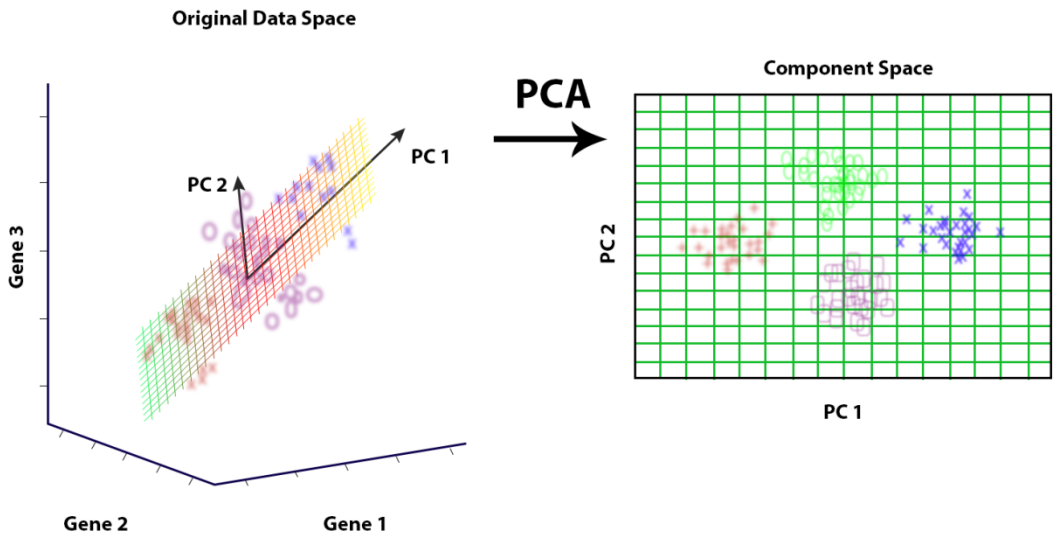 Original Data Space
PC 1
PC 2
Gene 3
Gene 2
Gene 1
PCA
Component Space
PC 2
PC 1